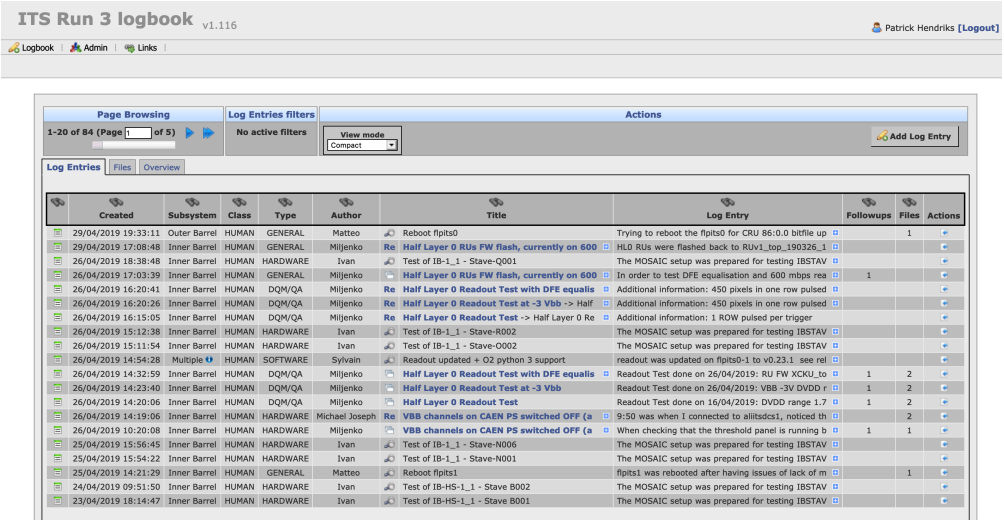 ITS Run 3 logbook v1.116
Patrick Hendriks [Logout]
Logbook | Admin | Links |
Page Browsing Log Entries filters Actions
1-20 of 84 (Page 1 of 5) No active filters View mode Add Log Entry
Compact
Log Entries Files Overview
Created Subsystem Class Type Author Title Log Entry Followups Files Actions
29/04/2019 19:33:11 Outer Barrel HUMAN GENERAL Matteo Reboot flpits0 Trying to reboot the flpits0 for CRU 86:0.0 bitfile up 1
29/04/2019 17:08:48 Inner Barrel HUMAN GENERAL Miljenko Re Half Layer 0 RUs FW flash, currently on 600 HL0 RUs were flashed back to RUv1_top_190326_1
26/04/2019 18:38:48 Inner Barrel HUMAN HARDWARE Ivan Test of IB-1_1 - Stave-Q001 The MOSAIC setup was prepared for testing IBSTAV
26/04/2019 17:03:39 Inner Barrel HUMAN GENERAL Miljenko Half Layer 0 RUs FW flash, currently on 600 In order to test DFE equalisation and 600 mbps rea 1
26/04/2019 16:20:41 Inner Barrel HUMAN DQM/QA Miljenko Re Half Layer 0 Readout Test with DFE equalis Additional information: 450 pixels in one row pulsed
26/04/2019 16:20:26 Inner Barrel HUMAN DQM/QA Miljenko Re Half Layer 0 Readout Test at -3 Vbb -> Half Additional information: 450 pixels in one row pulsed
26/04/2019 16:15:05 Inner Barrel HUMAN DQM/QA Miljenko Re Half Layer 0 Readout Test -> Half Layer 0 Re Additional information: 1 ROW pulsed per trigger
26/04/2019 15:12:38 Inner Barrel HUMAN HARDWARE Ivan Test of IB-1_1 - Stave-R002 The MOSAIC setup was prepared for testing IBSTAV
26/04/2019 15:11:54 Inner Barrel HUMAN HARDWARE Ivan Test of IB-1_1 - Stave-O002 The MOSAIC setup was prepared for testing IBSTAV
26/04/2019 14:54:28 Multiple HUMAN SOFTWARE Sylvain Readout updated + O2 python 3 support readout was updated on flpits0-1 to v0.23.1 see rel
26/04/2019 14:32:59 Inner Barrel HUMAN DQM/QA Miljenko Half Layer 0 Readout Test with DFE equalis Readout Test done on 26/04/2019: RU FW XCKU_to 1 2
26/04/2019 14:23:40 Inner Barrel HUMAN DQM/QA Miljenko Half Layer 0 Readout Test at -3 Vbb Readout Test done on 26/04/2019: VBB -3V DVDD r 1 2
26/04/2019 14:20:06 Inner Barrel HUMAN DQM/QA Miljenko Half Layer 0 Readout Test Readout Test done on 16/04/2019: DVDD range 1.7 1 2
26/04/2019 14:19:06 Inner Barrel HUMAN HARDWARE Michael Joseph Re VBB channels on CAEN PS switched OFF (a 9:50 was when I connected to aliitsdcs1, noticed th 2
26/04/2019 10:20:08 Inner Barrel HUMAN HARDWARE Miljenko VBB channels on CAEN PS switched OFF (a When checking that the threshold panel is running b 1 1
25/04/2019 15:56:45 Inner Barrel HUMAN HARDWARE Ivan Test of IB-1_1 - Stave-N006 The MOSAIC setup was prepared for testing IBSTAV
25/04/2019 15:54:22 Inner Barrel HUMAN HARDWARE Ivan Test of IB-1_1 - Stave-N001 The MOSAIC setup was prepared for testing IBSTAV
25/04/2019 14:21:29 Inner Barrel HUMAN GENERAL Matteo Reboot flpits1 flpits1 was rebooted after having issues of lack of m 1
24/04/2019 09:51:50 Inner Barrel HUMAN HARDWARE Ivan Test of IB-HS-1_1 - Stave B002 The MOSAIC setup was prepared for testing IBSTAV
23/04/2019 18:14:47 Inner Barrel HUMAN HARDWARE Ivan Test of IB-HS-1_1 - Stave B001 The MOSAIC setup was prepared for testing IBSTAV